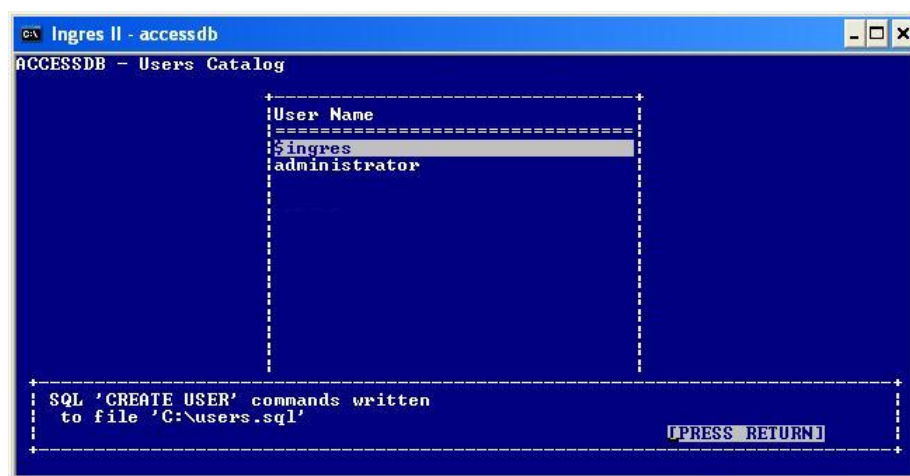 Ingres II - accessdb
ACCESSDB - Users Catalog
User Name
$ingres
administrator
SQL 'CREATE USER' commands written
to file 'C:\users.sql'
[PRESS RETURN]